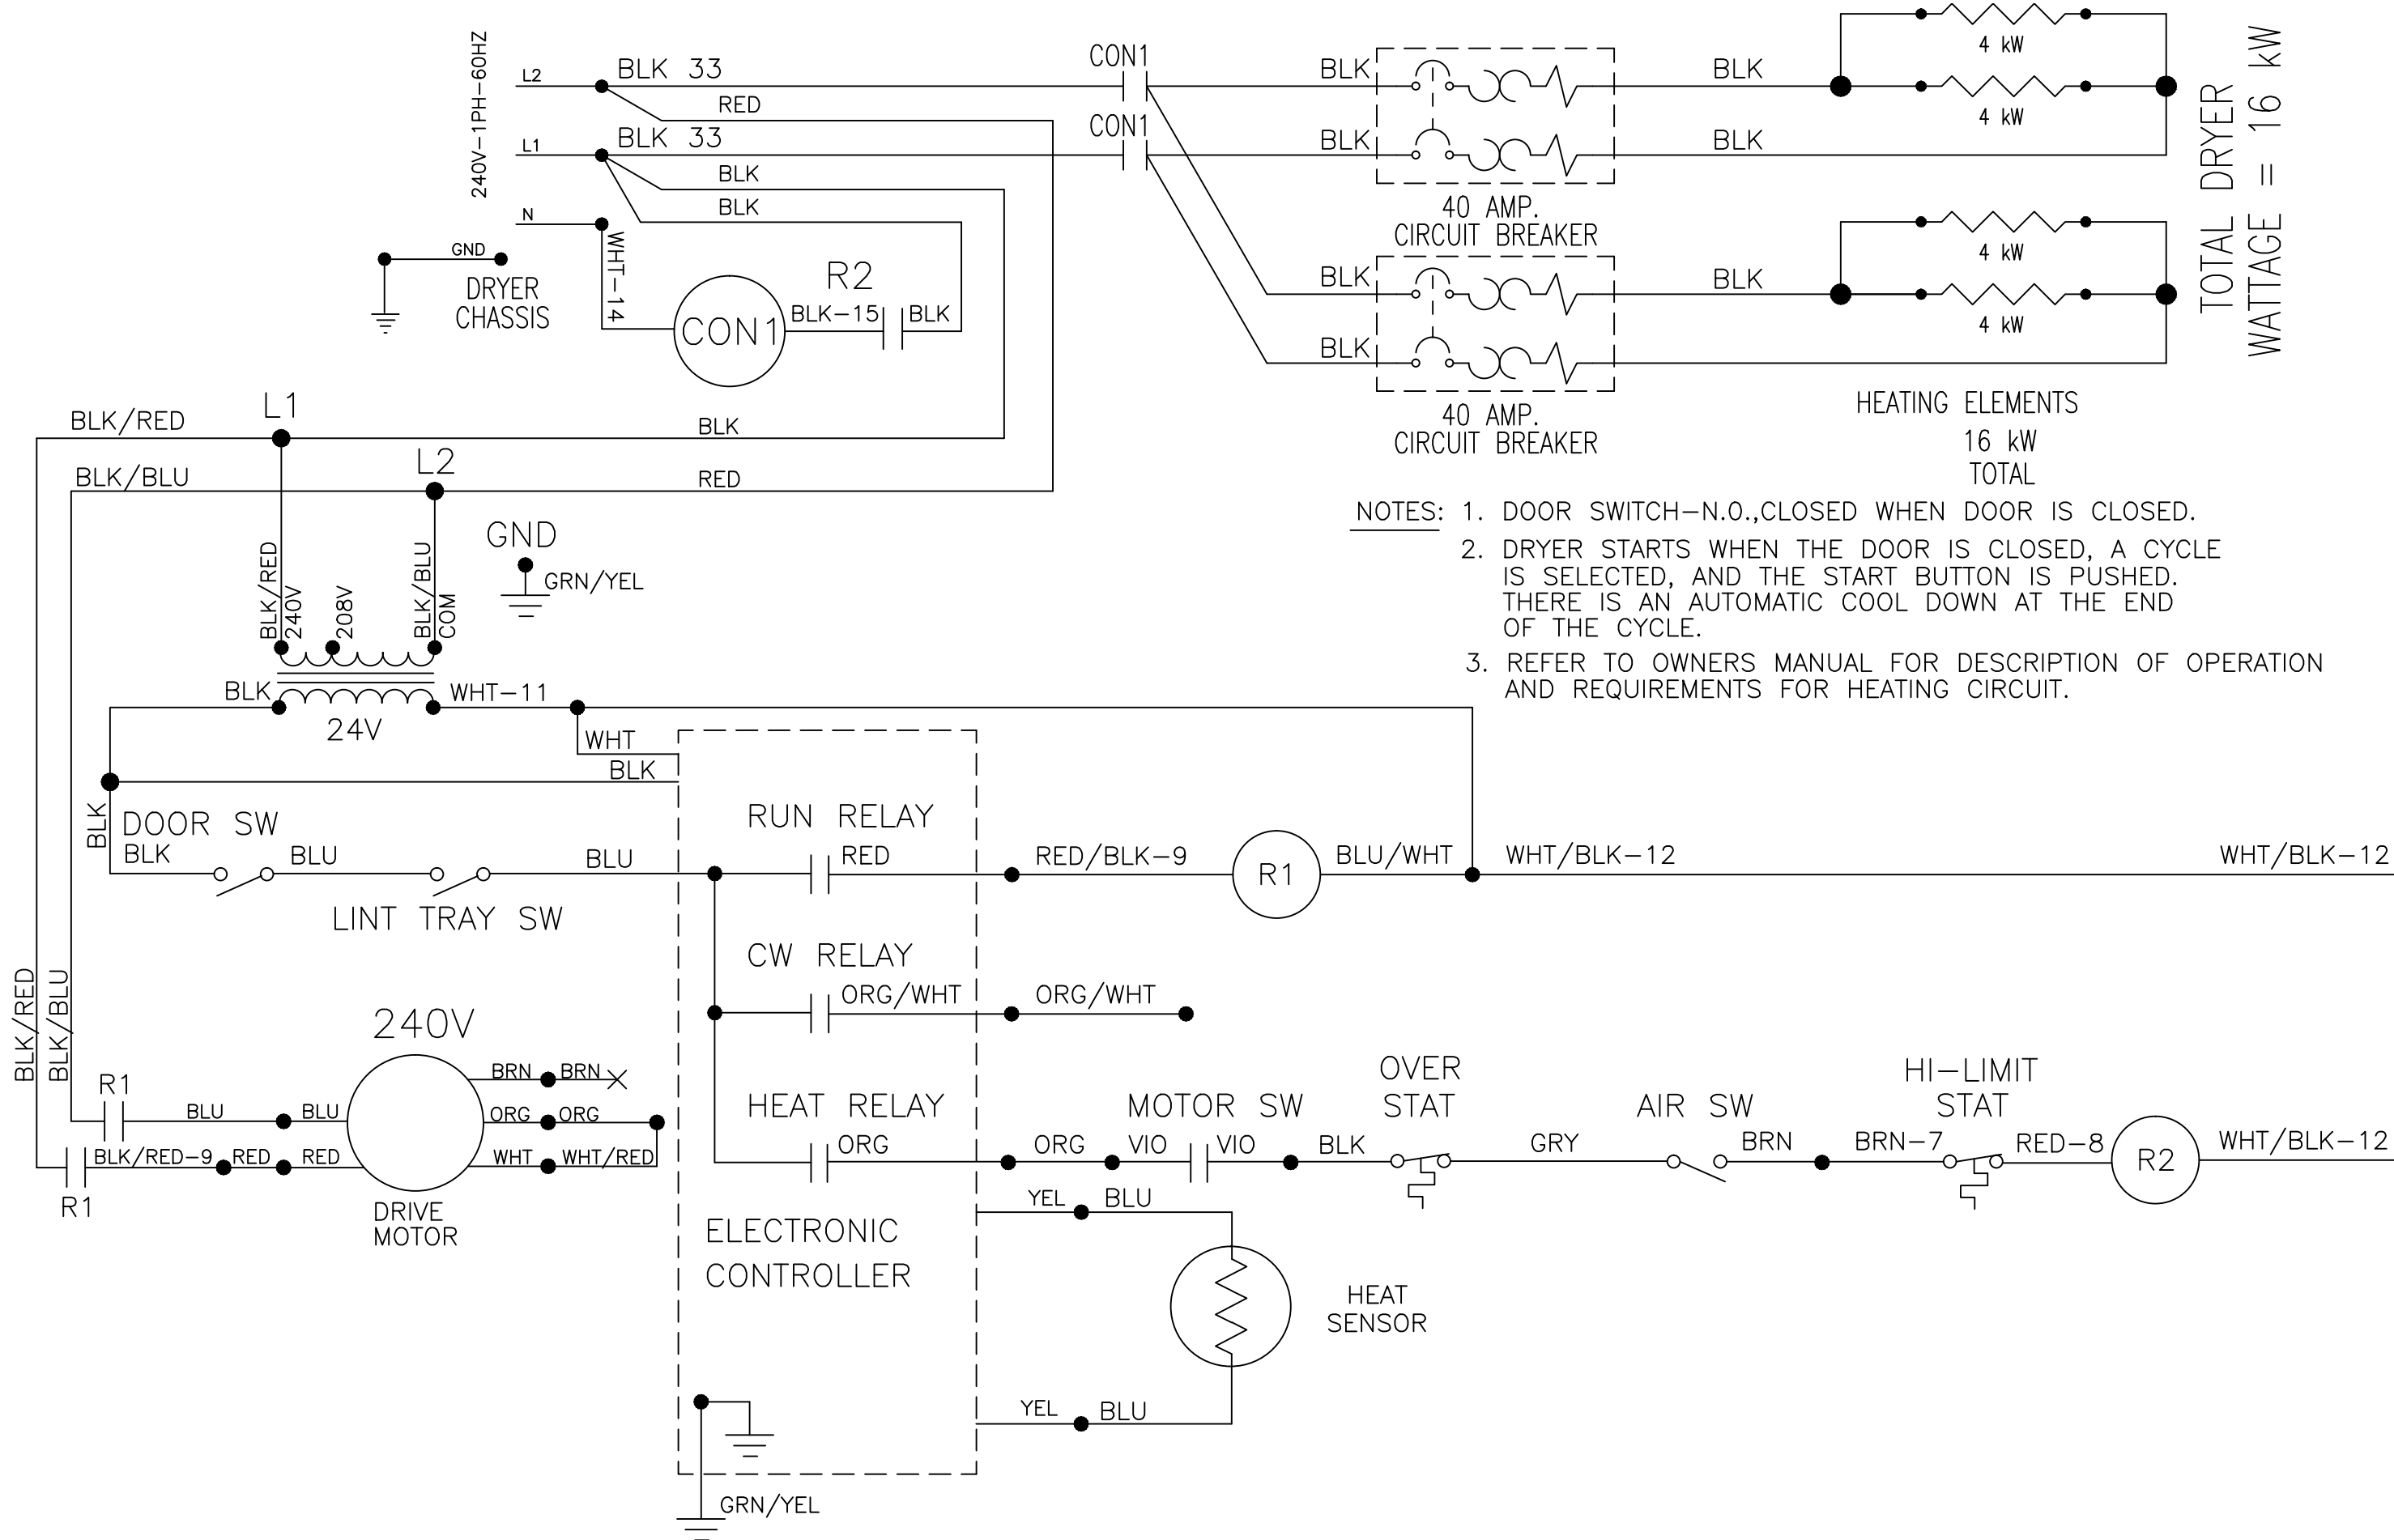 240V-1PH-60HZ
L2
BLK 33
RED
L1
BLK 33
BLK
BLK
N
WHT-14
GND
DRYER
CHASSIS
CON1
BLK-15
R2
BLK
CON1
CON1
BLK
BLK
40 AMP.
CIRCUIT BREAKER
BLK
BLK
40 AMP.
CIRCUIT BREAKER
BLK
BLK
BLK
4 kW
4 kW
4 kW
4 kW
HEATING ELEMENTS
16 kW
TOTAL
TOTAL DRYER
WATTAGE = 16 kW
NOTES: 1. DOOR SWITCH-N.O.,CLOSED WHEN DOOR IS CLOSED.
2. DRYER STARTS WHEN THE DOOR IS CLOSED, A CYCLE
IS SELECTED, AND THE START BUTTON IS PUSHED.
THERE IS AN AUTOMATIC COOL DOWN AT THE END
OF THE CYCLE.
3. REFER TO OWNERS MANUAL FOR DESCRIPTION OF OPERATION
AND REQUIREMENTS FOR HEATING CIRCUIT.
BLK/RED
L1
BLK
BLK/BLU
L2
RED
GND
GRN/YEL
BLK/RED
240V
208V
BLK/BLU
COM
BLK
24V
WHT-11
WHT
BLK
BLK
DOOR SW
BLK
BLU
LINT TRAY SW
BLU
RUN RELAY
RED
RED/BLK-9
R1
BLU/WHT
WHT/BLK-12
WHT/BLK-12
CW RELAY
ORG/WHT
ORG/WHT
BLK/RED
BLK/BLU
240V
R1
BLU
BLU
BRN
BRN
ORG
ORG
WHT
WHT/RED
BLK/RED-9
RED
RED
R1
DRIVE
MOTOR
HEAT RELAY
ORG
ORG
MOTOR SW
VIO
VIO
BLK
OVER
STAT
GRY
AIR SW
BRN
BRN-7
HI-LIMIT
STAT
RED-8
R2
WHT/BLK-12
ELECTRONIC
CONTROLLER
YEL
BLU
HEAT
SENSOR
YEL
BLU
GRN/YEL